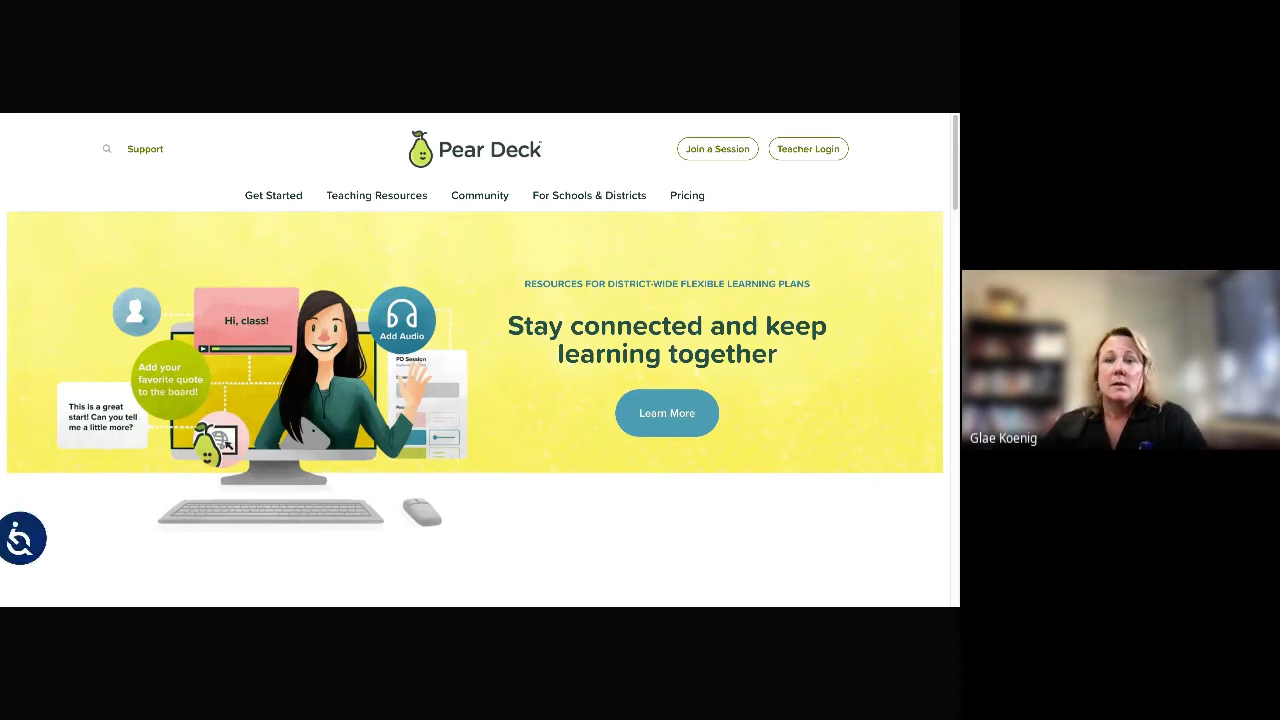 Support
Pear Deck
Join a Session
Teacher Login
Get Started
Teaching Resources
Community
For Schools & Districts
Pricing
RESOURCES FOR DISTRICT-WIDE FLEXIBLE LEARNING PLANS
Stay connected and keep
learning together
Learn More
Hi, class!
Add Audio
PD Session
Add your
favorite quote
to the board!
This is a great
start! Can you tell
me a little more?
Glae Koenig